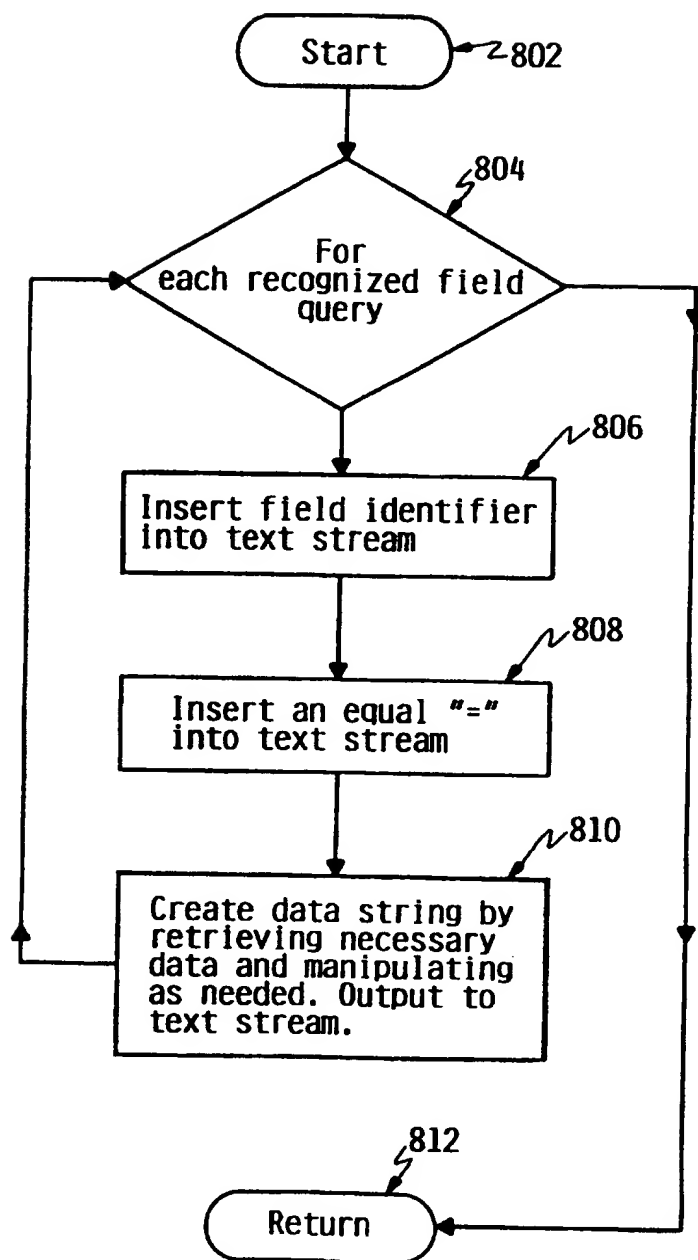 Start
802
804
For
each recognized field
query
806
Insert field identifier
into text stream
808
Insert an equal "="
into text stream
810
Create data string by
retrieving necessary
data and manipulating
as needed. Output to
text stream.
812
Return